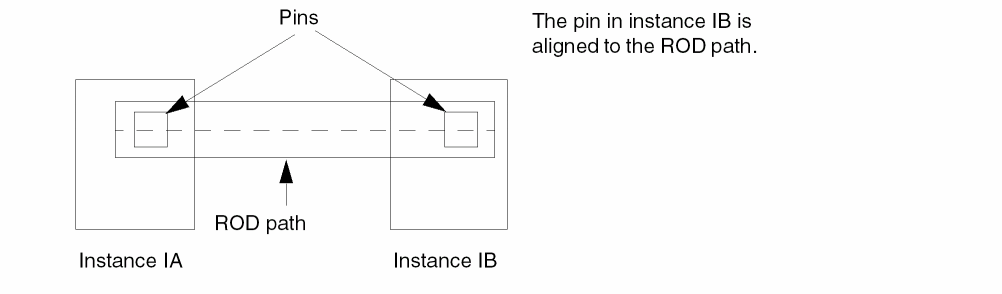 Pins
The pin in instance IB is
aligned to the ROD path.
ROD path
Instance IA
Instance IB